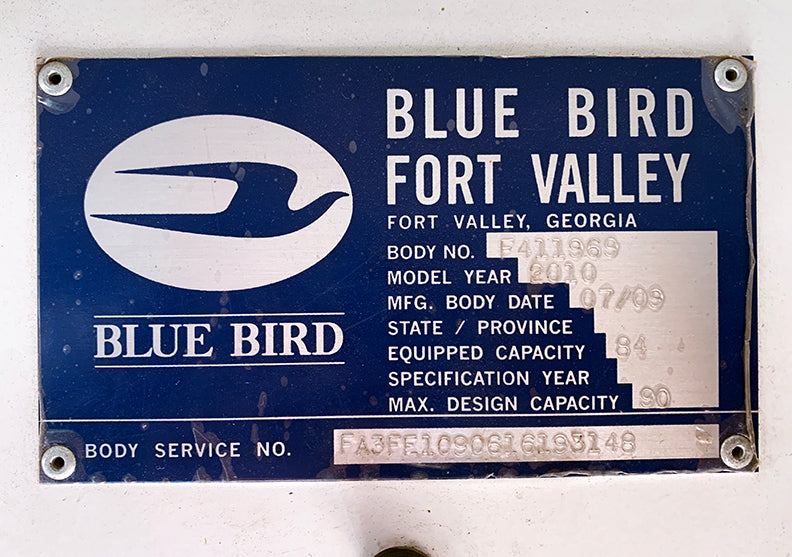 BLUE BIRD
BLUE BIRD
FORT VALLEY
FORT VALLEY, GEORGIA
BODY NO. F411969
MODEL YEAR 2010
MFG. BODY DATE 07/09
STATE / PROVINCE
EQUIPPED CAPACITY 84
SPECIFICATION YEAR
MAX. DESIGN CAPACITY 90
BODY SERVICE NO. FA3FE1090616193148